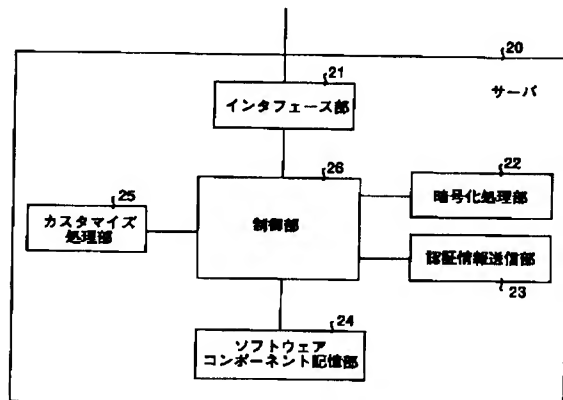 20
サーバ
21
インタフェース部
26
制御部
22
暗号化処理部
25
カスタマイズ
処理部
認証情報送信部
23
24
ソフトウェア
コンポーネント記憶部